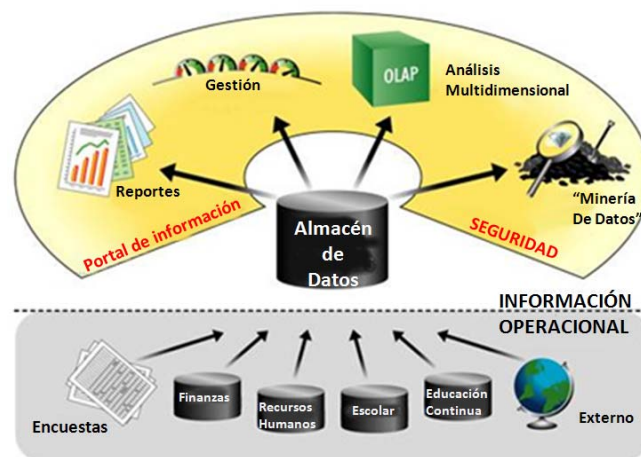 Gestión
OLAP
Análisis
Multidimensional
Reportes
"Minería
De Datos"
Portal de información
SEGURIDAD
Almacén
de
Datos
INFORMACIÓN
OPERACIONAL
Encuestas
Finanzas
Recursos
Humanos
Escolar
Educación
Continua
Externo